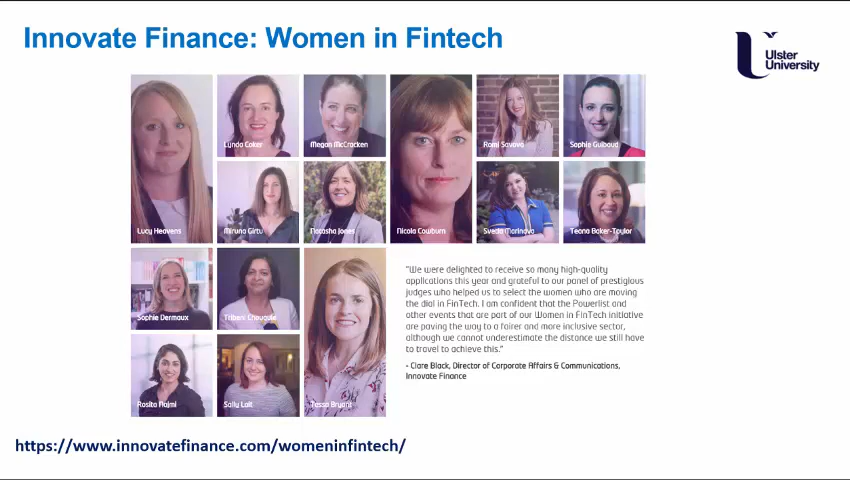 Innovate Finance: Women in Fintech
Ulster
University
Lynda Coker
Megan McCracken
Romi Savova
Sophie Guibaud
Lucy Heavens
Miruna Girtu
Natasha Jones
Nicola Cowburn
Sveda Marinova
Teana Baker-Taylor
"We were delighted to receive so many high-quality
applications this year and grateful to our panel of prestigious
judges who helped us to select the women who are moving
the dial in FinTech. I am confident that the Powerlist and
other events that are part of our Women in FinTech initiative
are paving the way to a fairer and more inclusive sector,
although we cannot underestimate the distance we still have
to travel to achieve this."
- Clare Black, Director of Corporate Affairs & Communications,
Innovate Finance
Sophie Dermaux
Tribeni Chougule
Rosita Najmi
Sally Lait
Tessa Bryant
https://www.innovatefinance.com/womeninfintech/